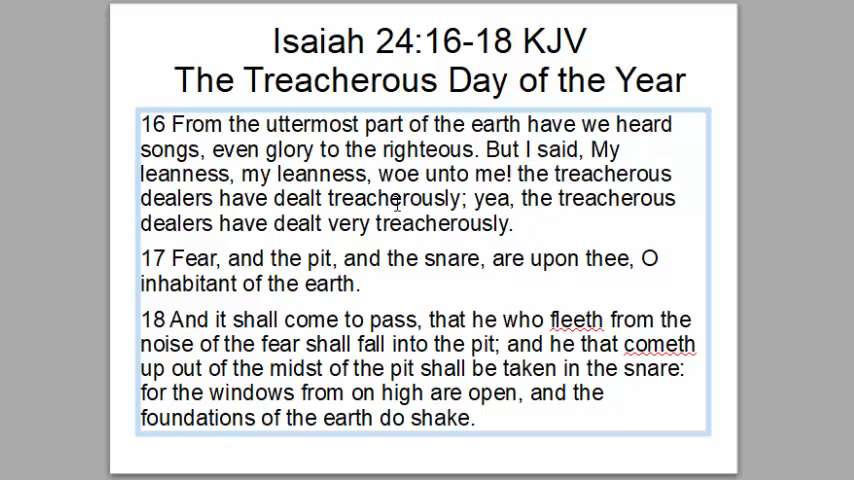 Isaiah 24:16-18 KJV
The Treacherous Day of the Year
16 From the uttermost part of the earth have we heard
songs, even glory to the righteous. But I said, My
leanness, my leanness, woe unto me! the treacherous
dealers have dealt treacherously; yea, the treacherous
dealers have dealt very treacherously.
17 Fear, and the pit, and the snare, are upon thee, O
inhabitant of the earth.
18 And it shall come to pass, that he who fleeth from the
noise of the fear shall fall into the pit; and he that cometh
up out of the midst of the pit shall be taken in the snare:
for the windows from on high are open, and the
foundations of the earth do shake.